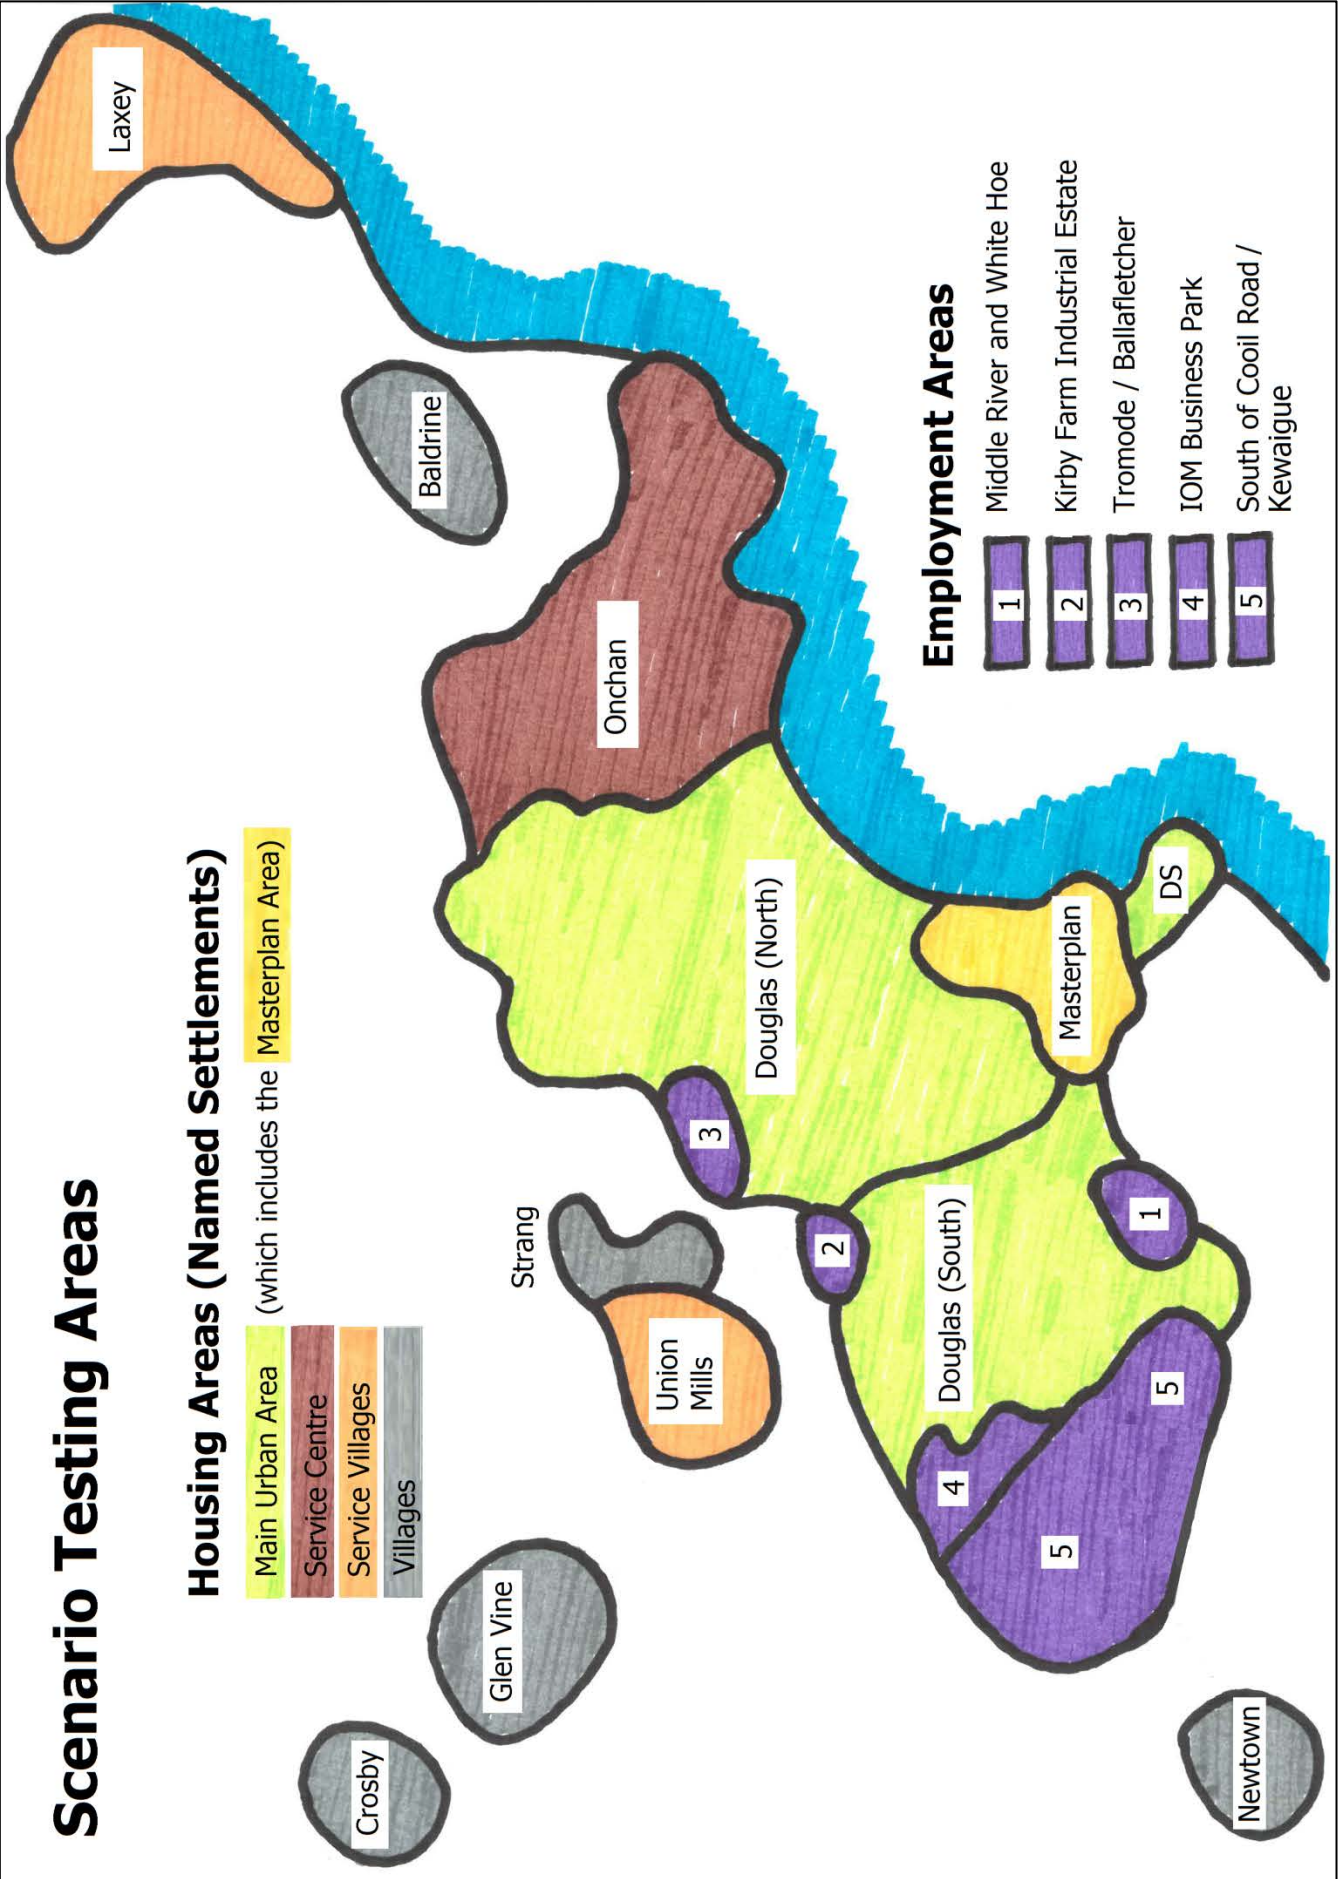 Scenario Testing Areas
Housing Areas (Named Settlements)
Main Urban Area (which includes the Masterplan Area)
Service Centre
Service Villages
Villages
Laxey
Baldrine
Onchan
Strang
Union
Mills
Glen Vine
Crosby
3
2
Douglas (North)
Douglas (South)
4
5
5
1
Masterplan
DS
Newtown
Employment Areas
1 Middle River and White Hoe
2 Kirby Farm Industrial Estate
3 Tromode / Ballafletcher
4 IOM Business Park
5 South of Cooil Road /
Kewaigue